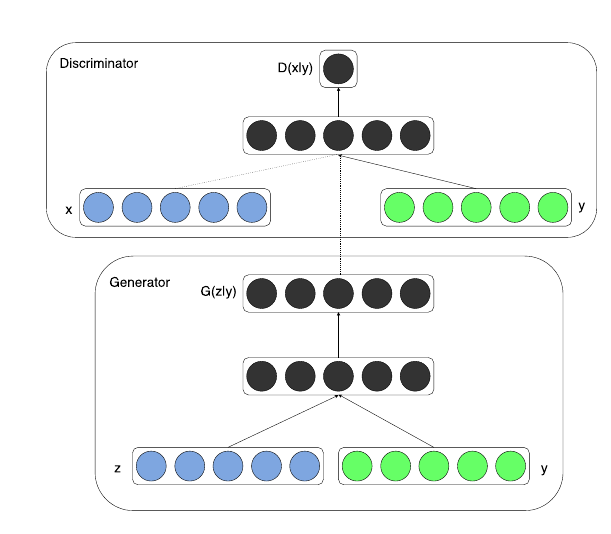 Discriminator
D(x|y)
x
y
Generator
G(z|y)
z
y